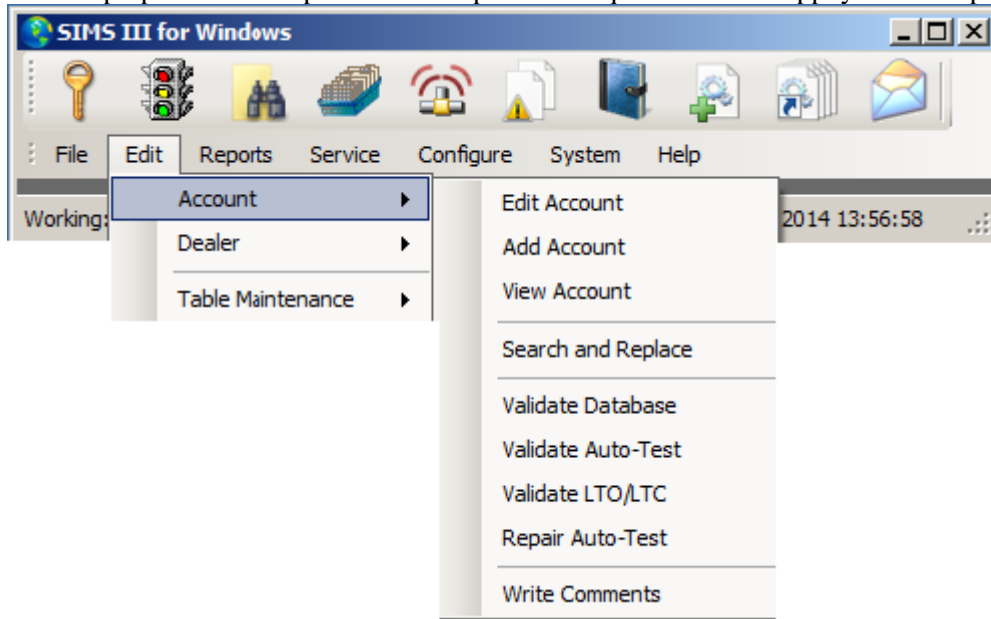 SIMS III for Windows
File Edit Reports Service Configure System Help
Account
Dealer
Table Maintenance
Edit Account
Add Account
View Account
Search and Replace
Validate Database
Validate Auto-Test
Validate LTO/LTC
Repair Auto-Test
Write Comments
Working:
2014 13:56:58